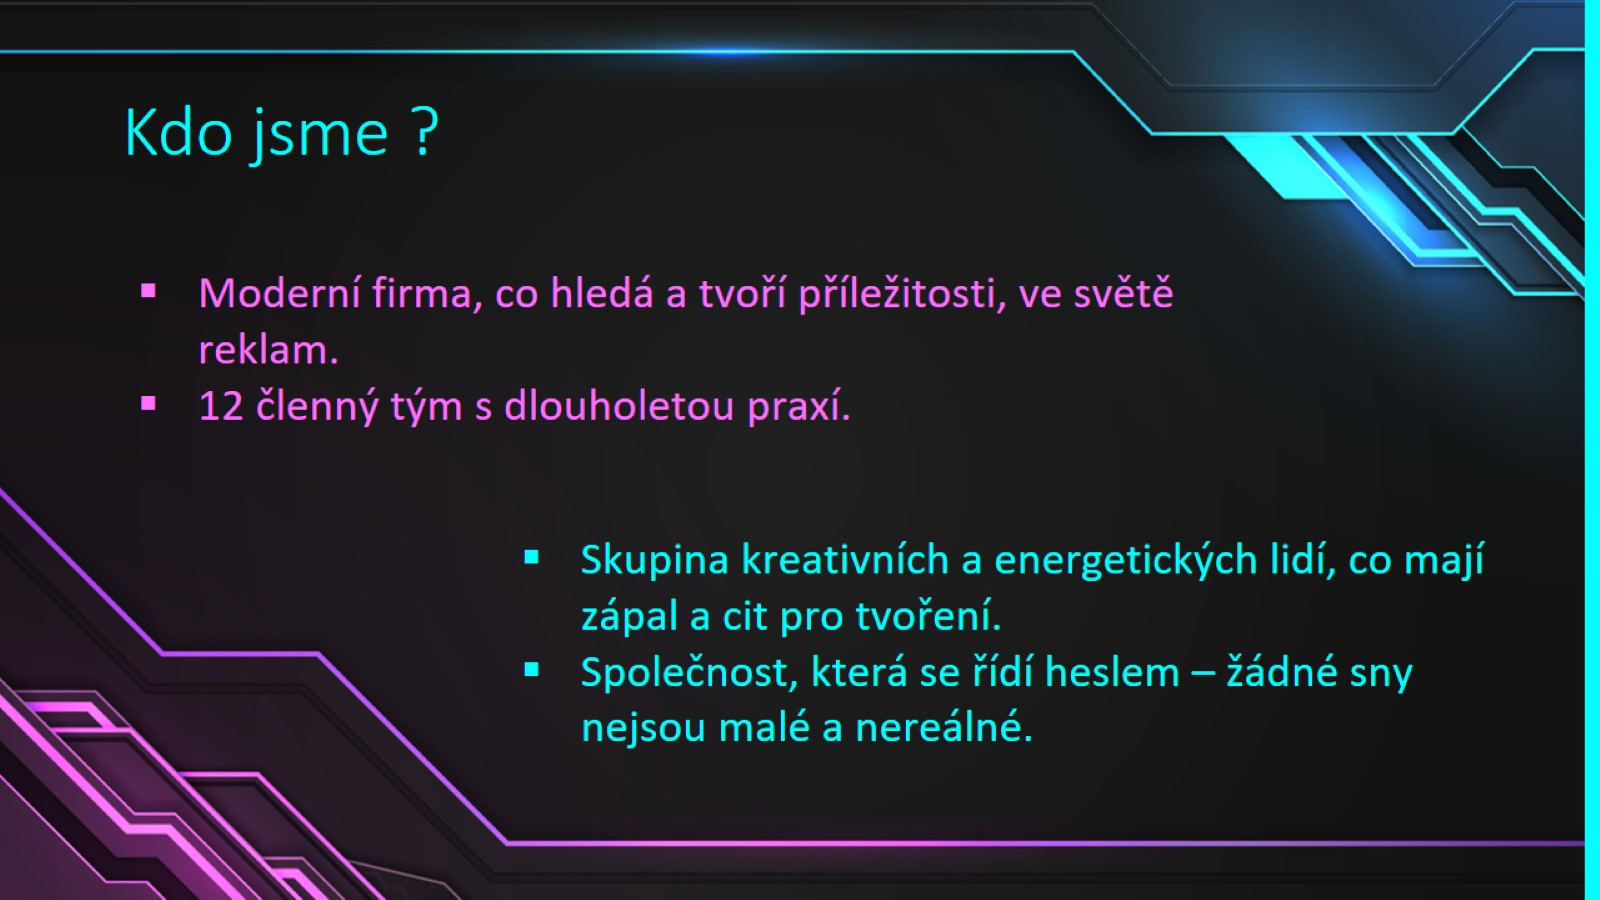 Kdo jsme ?
▪ Moderní firma, co hledá a tvoří příležitosti, ve světě
reklam.
▪ 12 členný tým s dlouholetou praxí.
▪ Skupina kreativních a energetických lidí, co mají
zápal a cit pro tvoření.
▪ Společnost, která se řídí heslem – žádné sny
nejsou malé a nereálné.